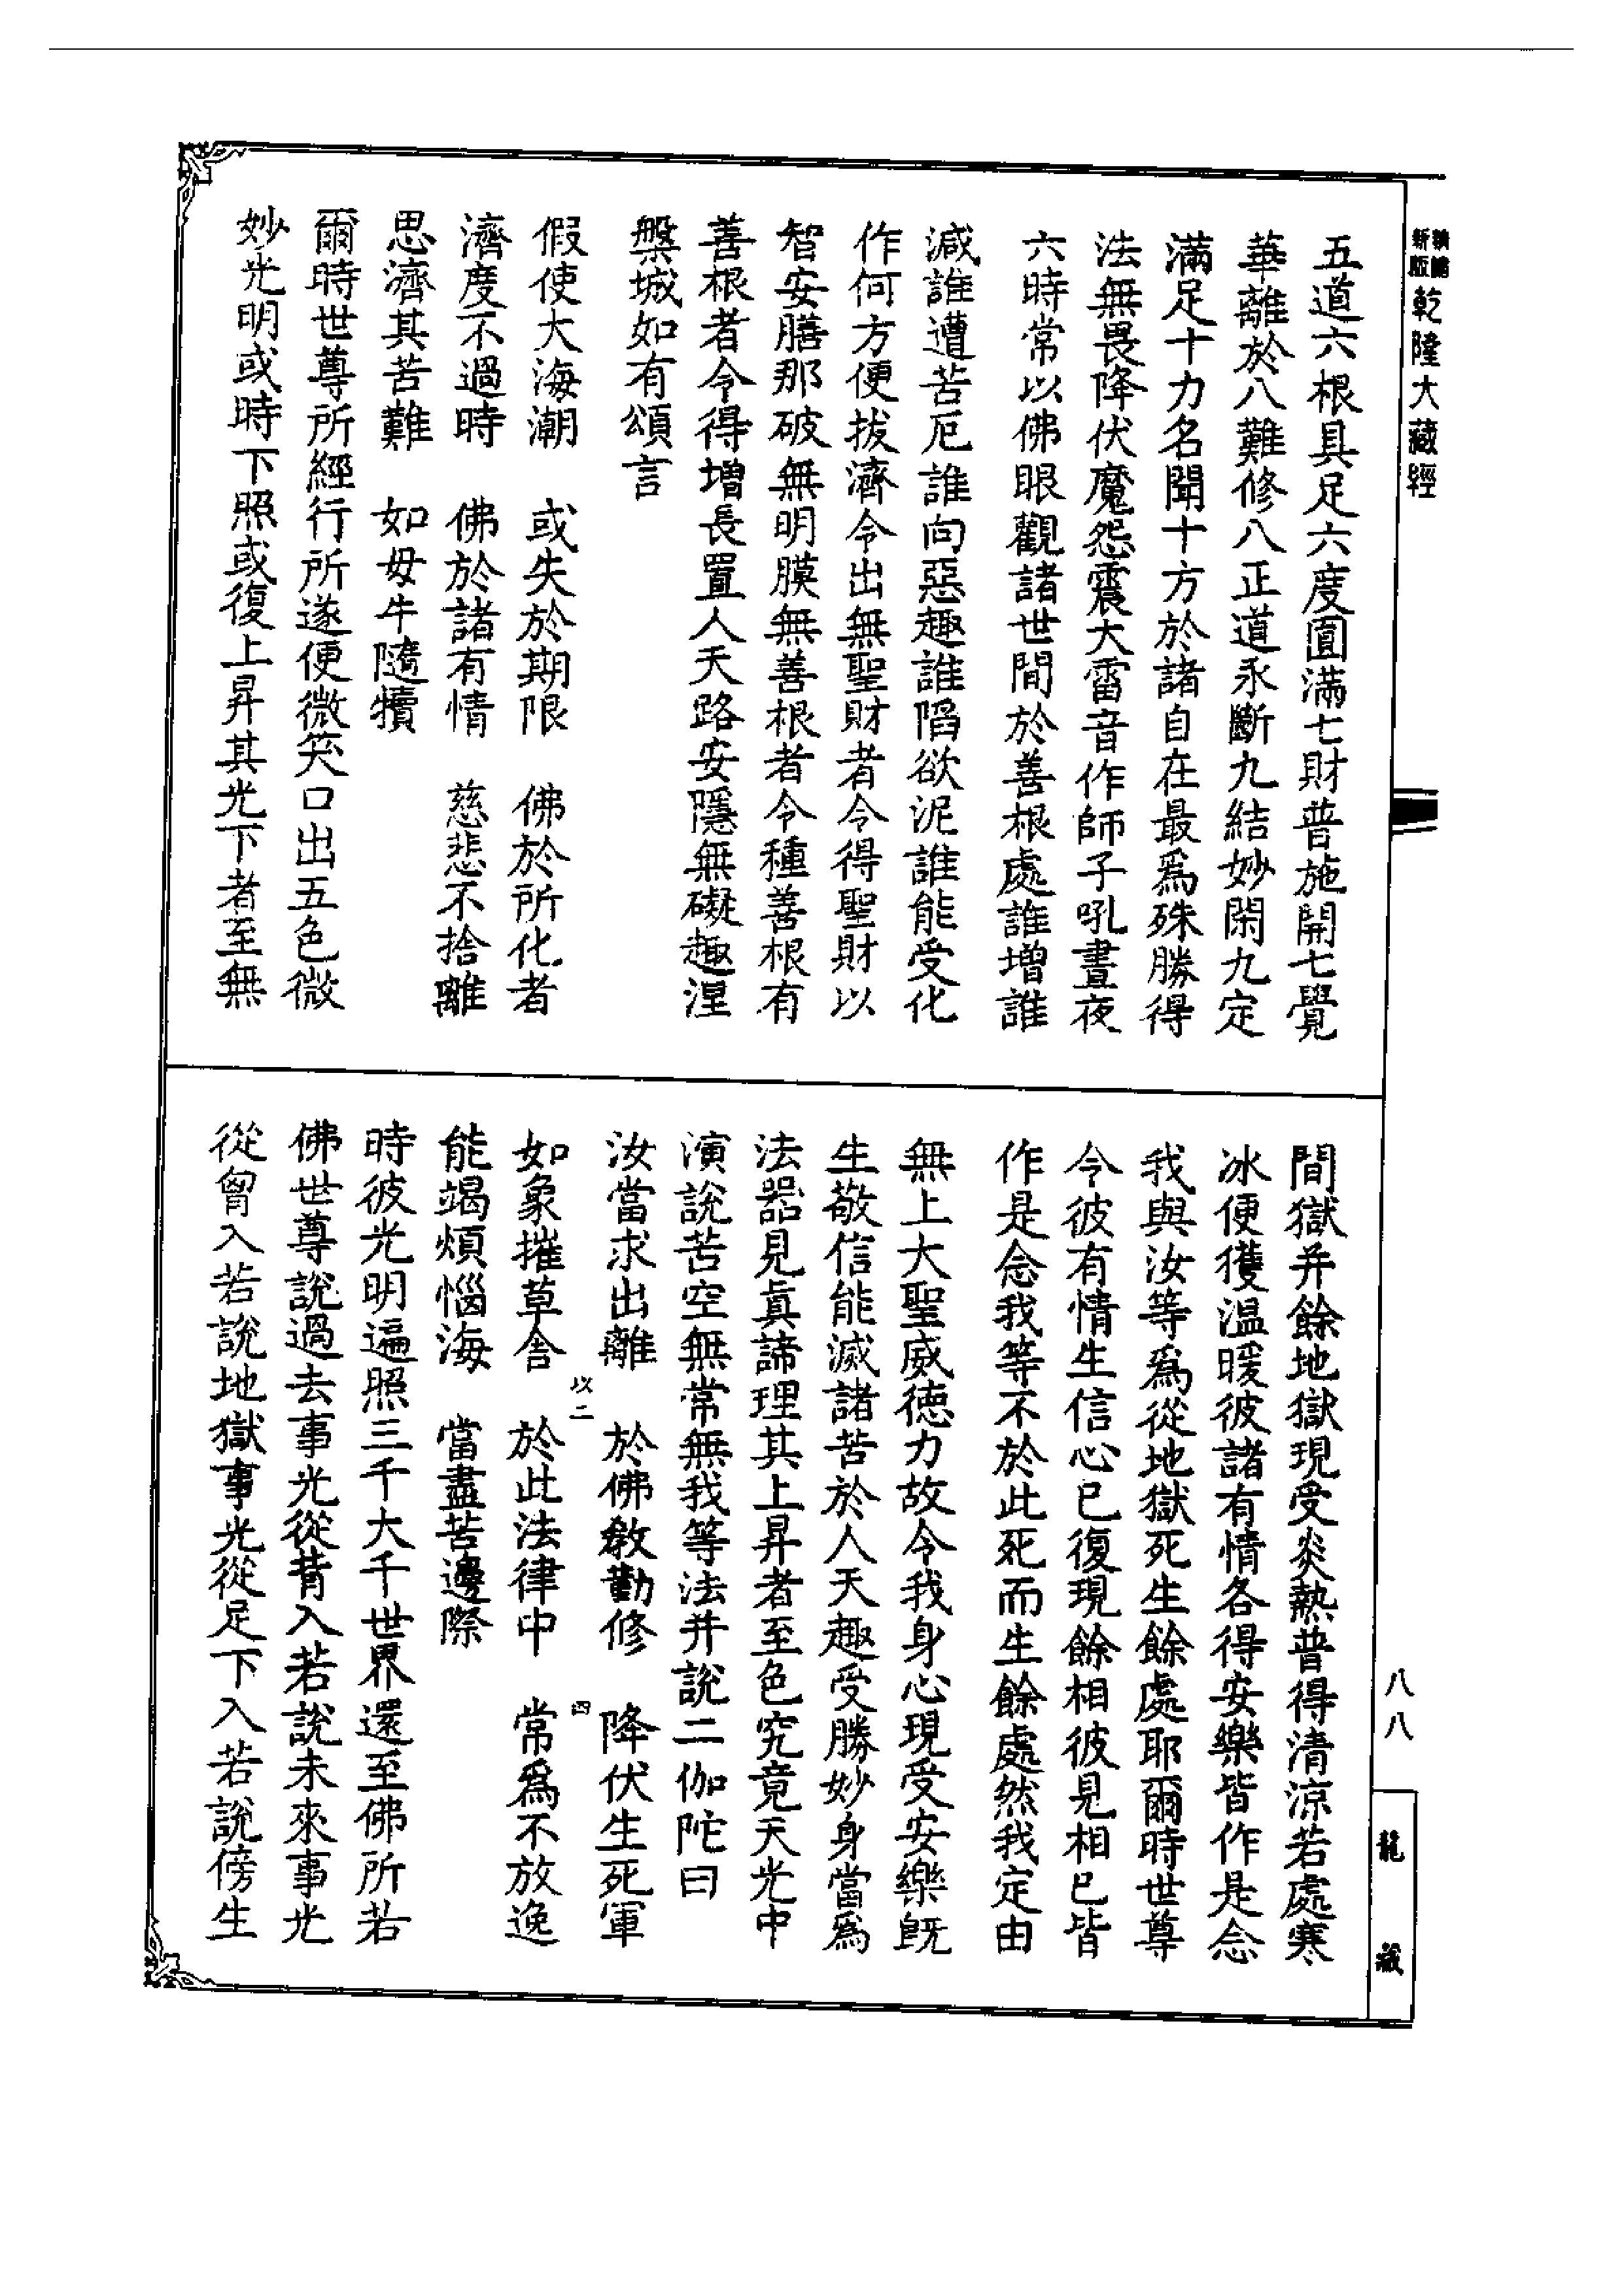 新版 精縮 乾隆大藏經
五道六根具足六度圓滿七財普施開七覺
華離於八難修八正道永斷九結妙閑九定
滿足十力名聞十方於諸自在最爲殊勝得
法無畏降伏魔怨震大雷音作師子吼晝夜
六時常以佛眼觀諸世間於善根處誰增誰
減誰遭苦厄誰向惡趣誰陷欲泥誰能受化
作何方便拔濟令出無聖財者令得聖財以
智安膳那破無明膜無善根者令種善根有
善根者令得增長置人天路安隱無礙趣涅
槃城如有頌言
假使大海潮 或失於期限 佛於所化者
濟度不過時 佛於諸有情 慈悲不捨離
思濟其苦難 如母牛隨犢
爾時世尊所經行所遂便微笑口出五色微
妙光明或時下照或復上昇其光下者至無
間獄并餘地獄現受炎熱普得清涼若處寒
冰便獲溫暖彼諸有情各得安樂皆作是念
我與汝等爲從地獄死生餘處耶爾時世尊
令彼有情生信心已復現餘相彼見相已皆
作是念我等不於此死而生餘處然我定由
無上大聖威德力故令我身心現受安樂既
生敬信能滅諸苦於人天趣受勝妙身當爲
法器見眞諦理其上昇者至色究竟天光中
演說苦空無常無我等法并說二伽陀曰
汝當求出離 於佛教勤修 降伏生死軍
以二 四
如象摧草舍 於此法律中 常爲不放逸
能竭煩惱海 當盡苦邊際
時彼光明遍照三千大千世界還至佛所若
佛世尊說過去事光從背入若說未來事光
從胷入若說地獄事光從足下入若說傍生
八八
龍藏